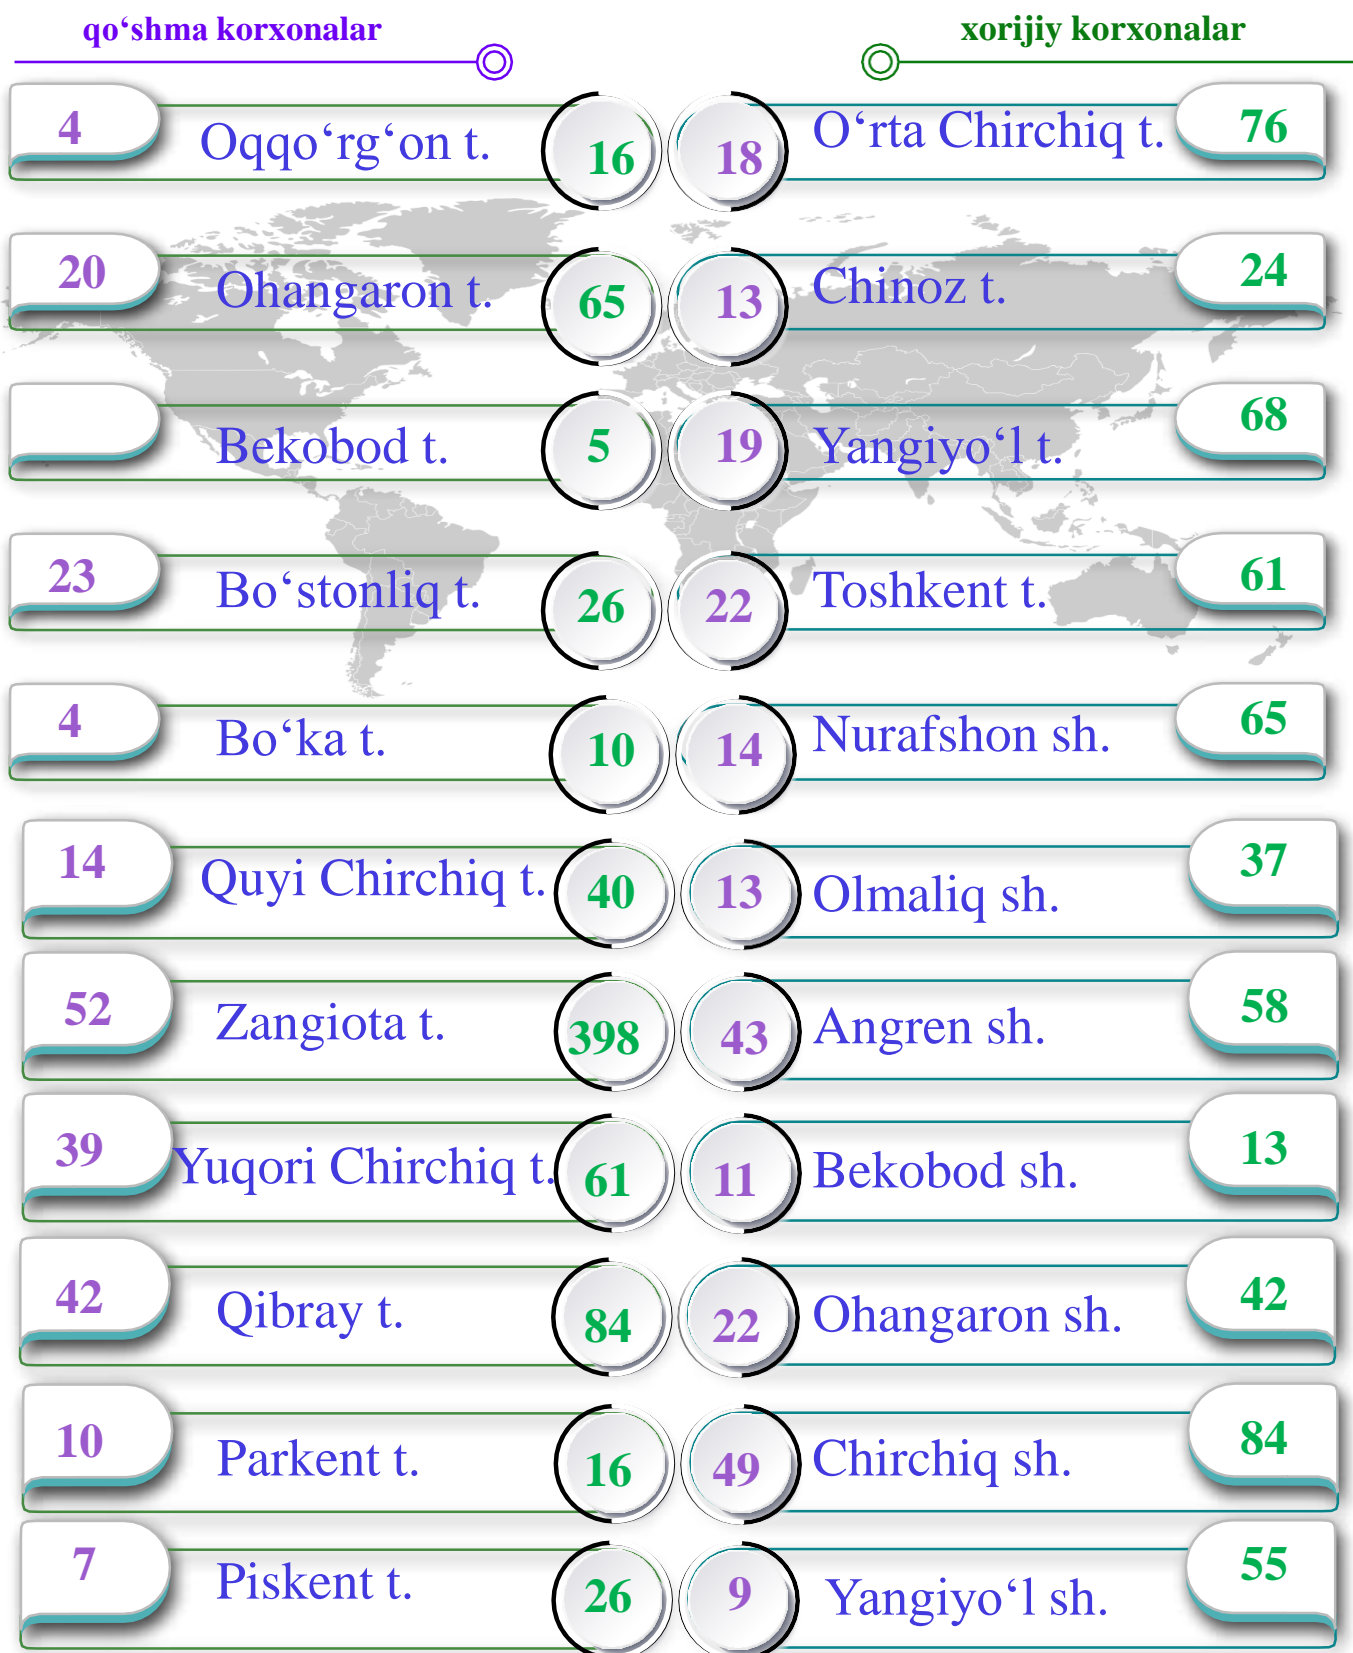 qo‘shma korxonalar
xorijiy korxonalar
4 Oqqo‘rg‘on t. 16 18 O‘rta Chirchiq t. 76
20 Ohangaron t. 65 13 Chinoz t. 24
Bekobod t. 5 19 Yangiyo‘l t. 68
23 Bo‘stonliq t. 26 22 Toshkent t. 61
4 Bo‘ka t. 10 14 Nurafshon sh. 65
14 Quyi Chirchiq t. 40 13 Olmaliq sh. 37
52 Zangiota t. 398 43 Angren sh. 58
39 Yuqori Chirchiq t. 61 11 Bekobod sh. 13
42 Qibray t. 84 22 Ohangaron sh. 42
10 Parkent t. 16 49 Chirchiq sh. 84
7 Piskent t. 26 9 Yangiyo‘l sh. 55